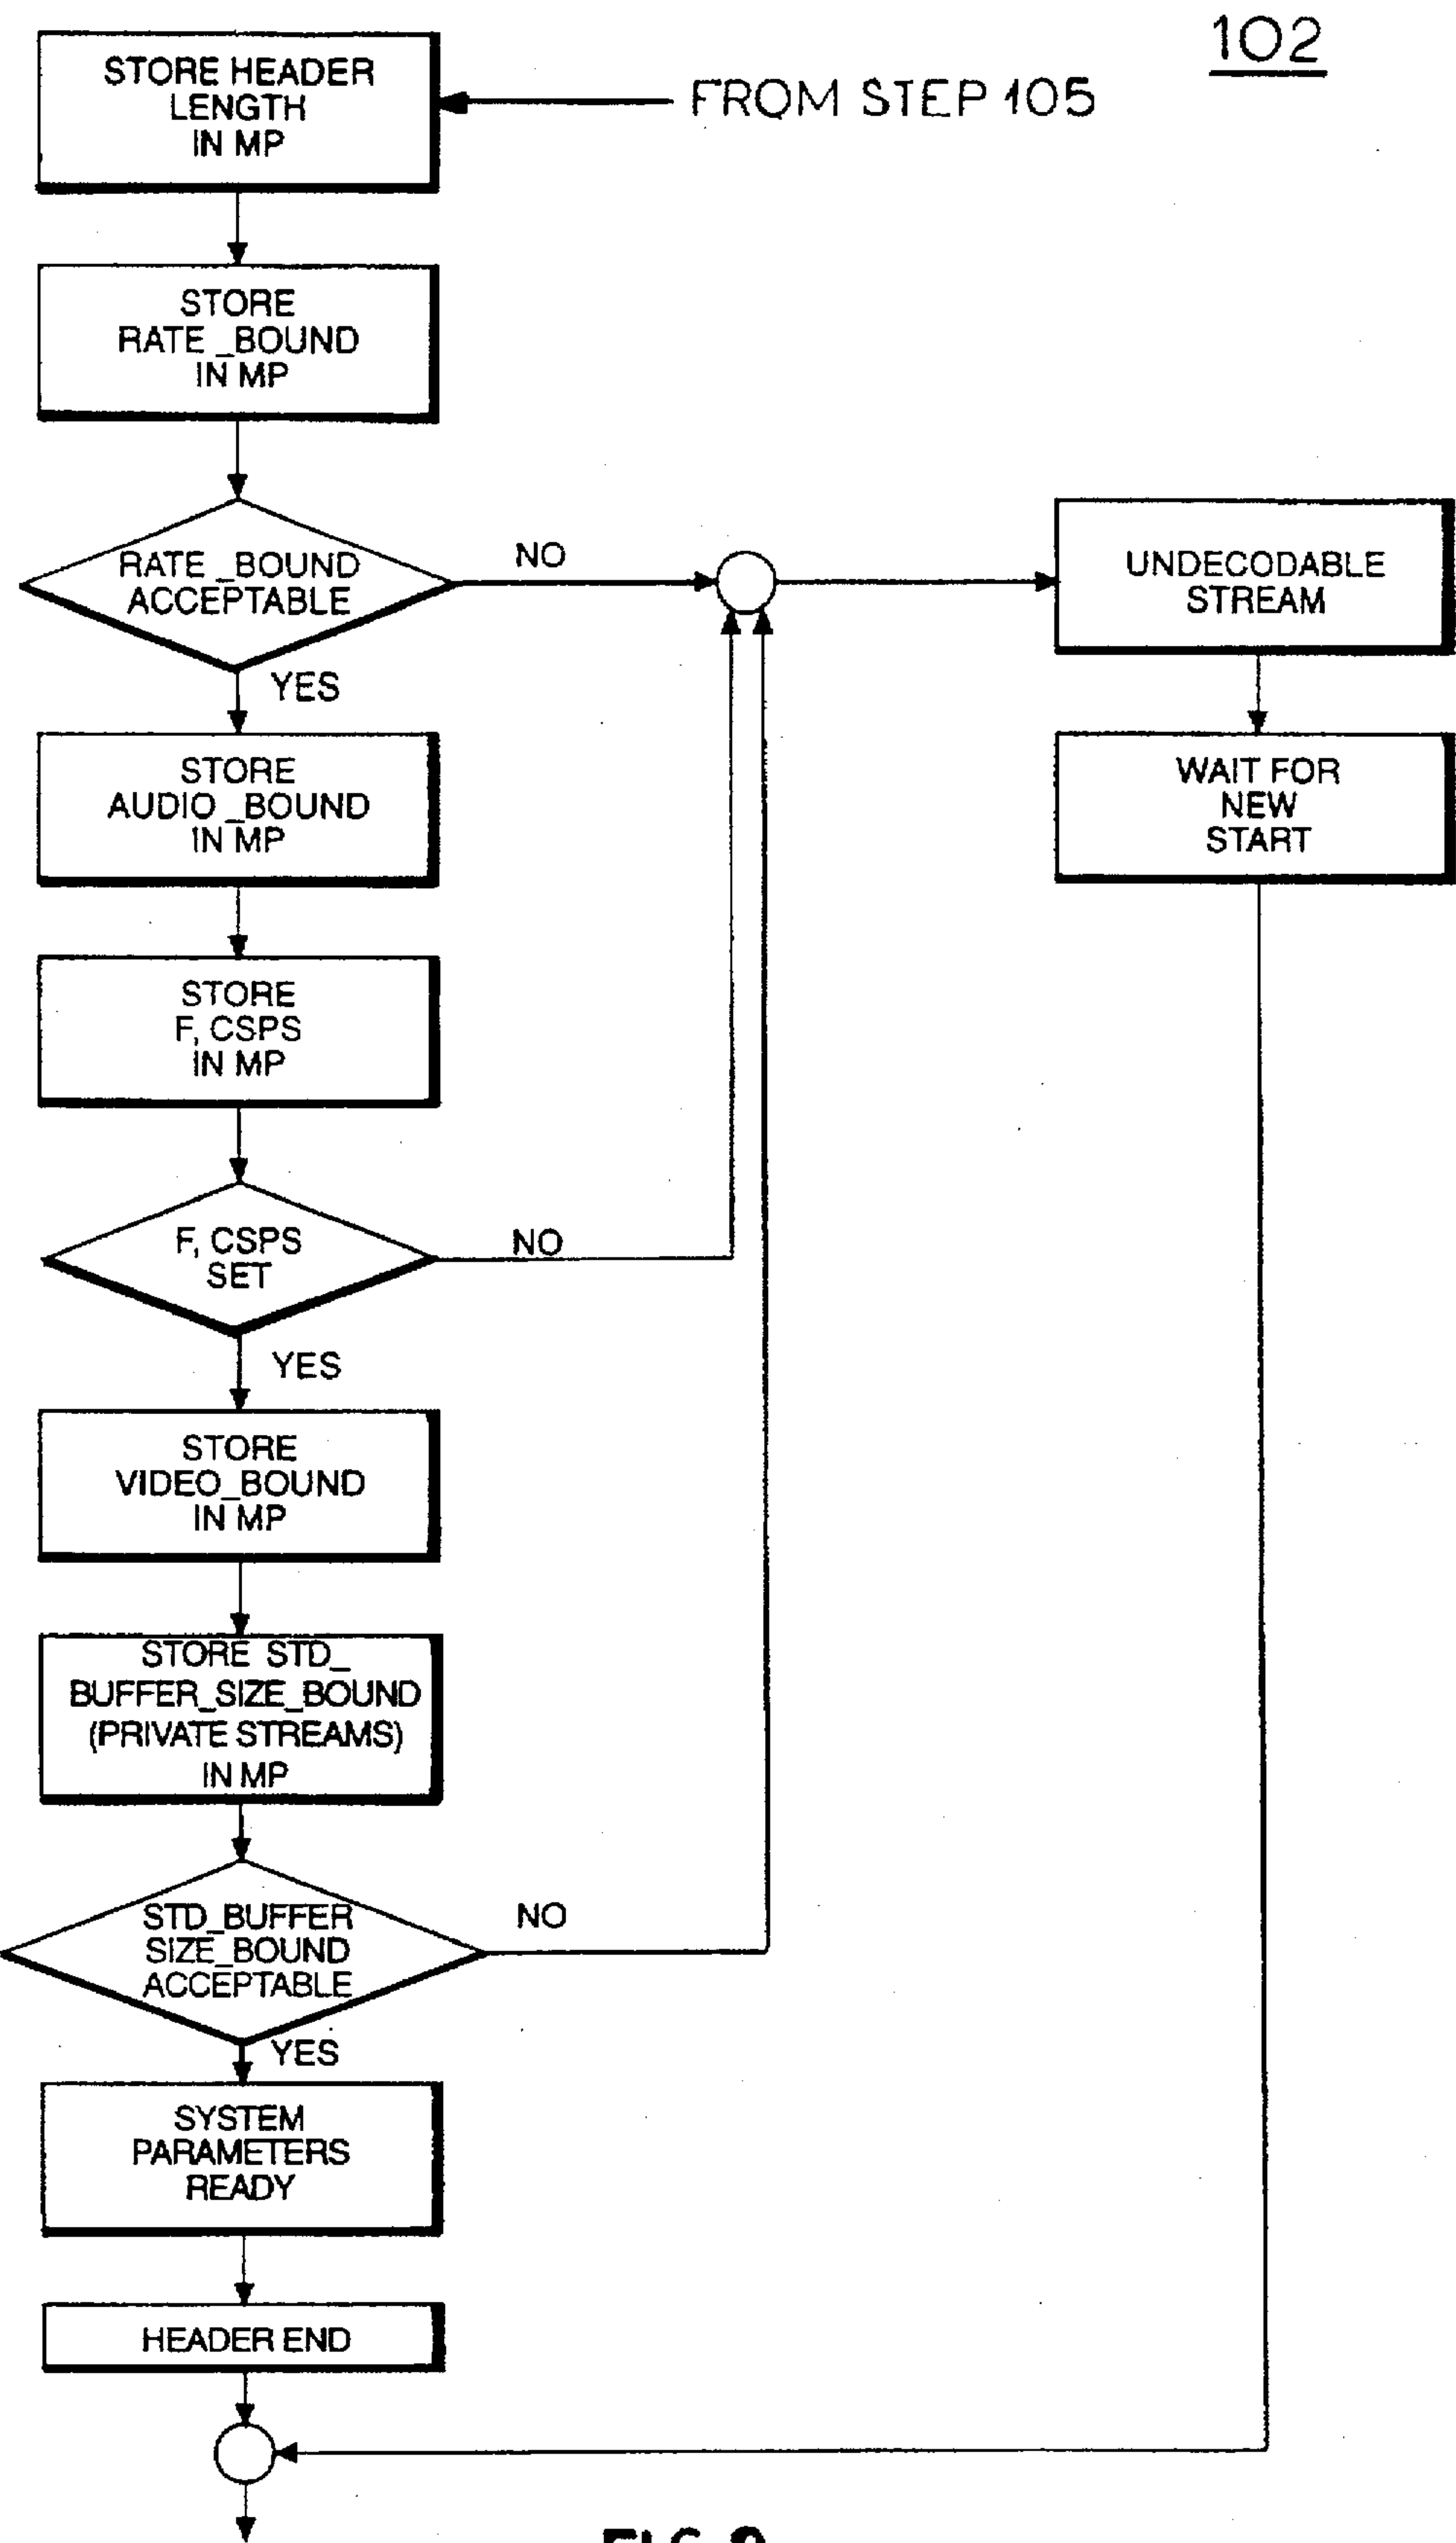 102
STORE HEADER
LENGTH
IN MP
FROM STEP 105
STORE
RATE_BOUND
IN MP
RATE_BOUND
ACCEPTABLE
NO
UNDECODABLE
STREAM
YES
STORE
AUDIO_BOUND
IN MP
WAIT FOR
NEW
START
STORE
F, CSPS
IN MP
F, CSPS
SET
NO
YES
STORE
VIDEO_BOUND
IN MP
STORE STD_
BUFFER_SIZE_BOUND
(PRIVATE STREAMS)
IN MP
STD_BUFFER
SIZE_BOUND
ACCEPTABLE
NO
YES
SYSTEM
PARAMETERS
READY
HEADER END